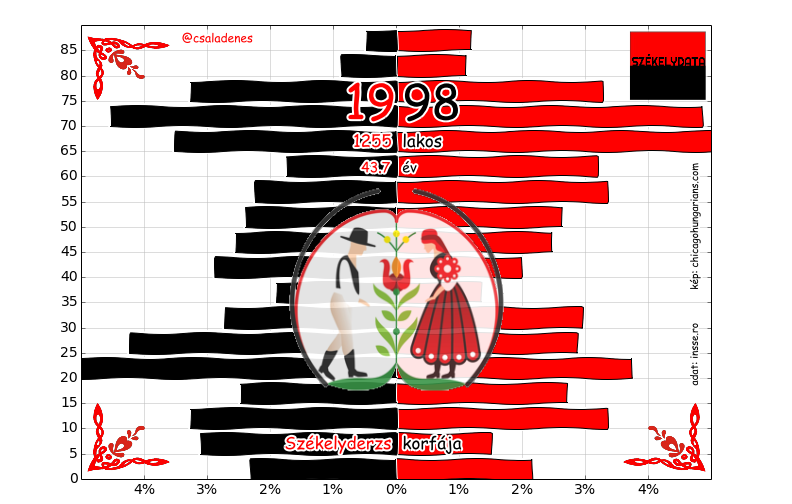 @csaladenes
SZÉKELYDATA
1998
1255 lakos
43.7 év
kép: chicagohungarians.com
adat: insse.ro
Székelyderzs korfája
85
80
75
70
65
60
55
50
45
40
35
30
25
20
15
10
5
0
4% 3% 2% 1% 0% 1% 2% 3% 4%